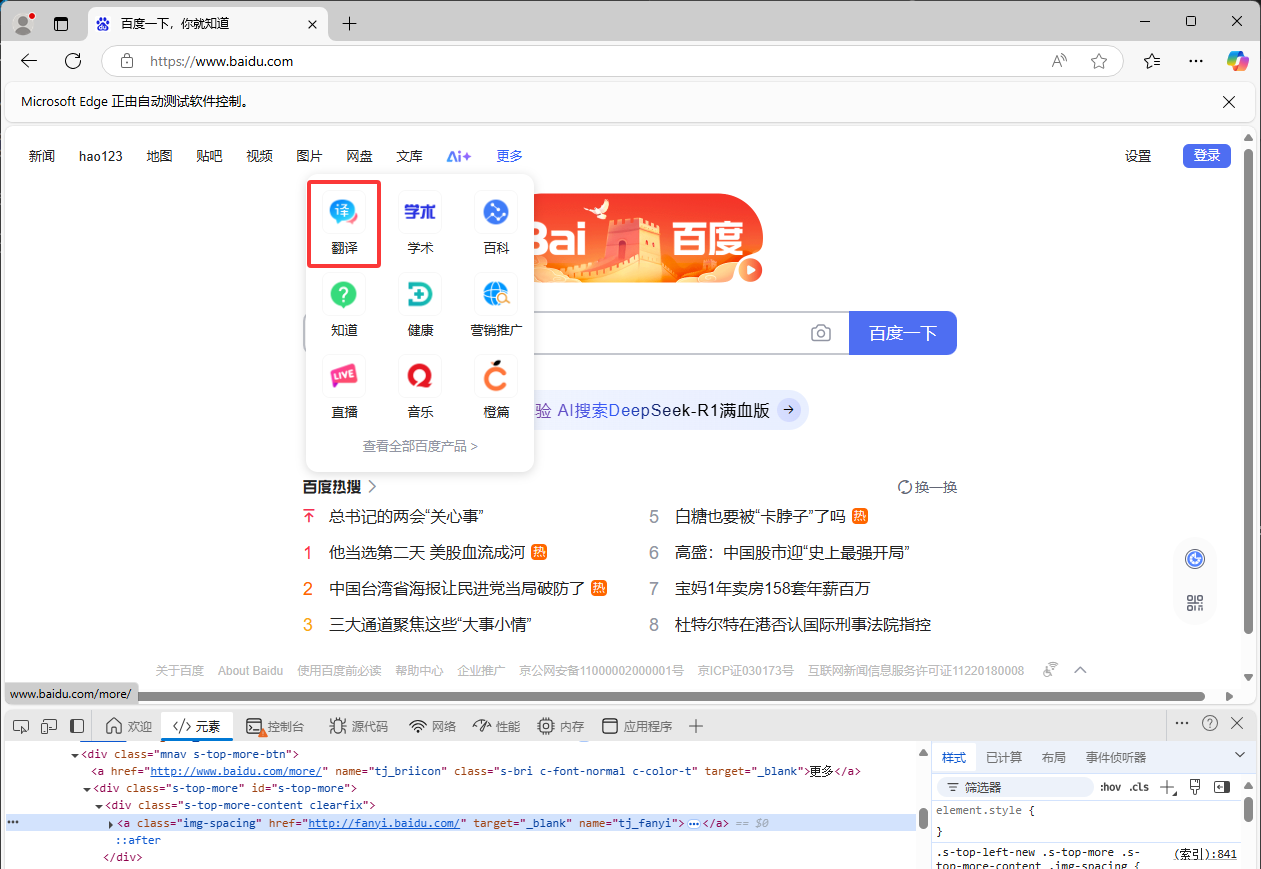 百度一下，你就知道
https://www.baidu.com
Microsoft Edge 正由自动测试软件控制。
新闻 hao123 地图 贴吧 视频 图片 网盘 文库 Ai+ 更多 设置 登录
译 学术
翻译 学术 百科
Bai 百度
?
知道 健康 营销推广
百度一下
LIVE
直播 音乐 橙篇
验 AI搜索DeepSeek-R1满血版
查看全部百度产品 >
百度热搜 换一换
总书记的两会“关心事”
1 他当选第二天 美股血流成河 热
2 中国台湾省海报让民进党当局破防了 热
3 三大通道聚焦这些“大事小情”
5 白糖也要被“卡脖子”了吗 热
6 高盛：中国股市迎“史上最强开局”
7 宝妈1年卖房158套年薪百万
8 杜特尔特在港否认国际刑事法院指控
关于百度 About Baidu 使用百度前必读 帮助中心 企业推广 京公网安备11000002000001号 京ICP证030173号 互联网新闻信息服务许可证11220180008
www.baidu.com/more/
欢迎 </> 元素 控制台 源代码 网络 性能 内存 应用程序
<div class="mnav s-top-more-btn">
<a href="http://www.baidu.com/more/" name="tj_briicon" class="s-bri c-font-normal c-color-t" target="_blank">更多</a>
<div class="s-top-more" id="s-top-more">
<div class="s-top-more-content clearfix">
<a class="img-spacing" href="http://fanyi.baidu.com/" target="_blank" name="tj_fanyi">…</a> == $0
::after
</div>
样式 已计算 布局 事件侦听器
筛选器 :hov .cls
element.style {
}
.s-top-left-new .s-top-more .s- (索引):841
top-more-content .img-spacing {